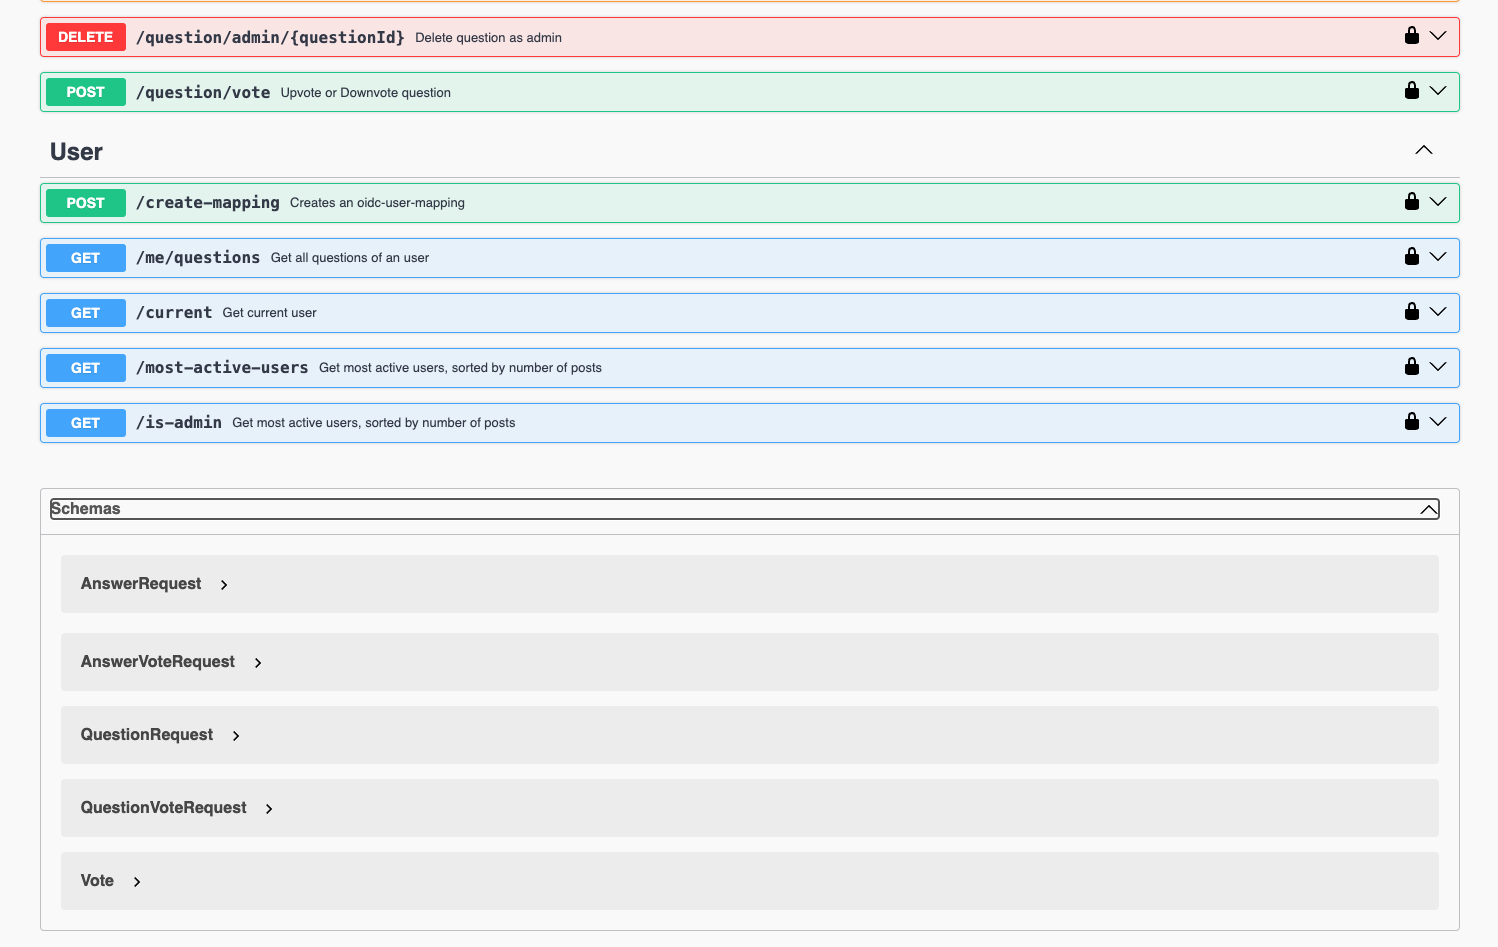 DELETE /question/admin/{questionId} Delete question as admin
POST /question/vote Upvote or Downvote question
User
POST /create-mapping Creates an oidc-user-mapping
GET /me/questions Get all questions of an user
GET /current Get current user
GET /most-active-users Get most active users, sorted by number of posts
GET /is-admin Get most active users, sorted by number of posts
Schemas
AnswerRequest
AnswerVoteRequest
QuestionRequest
QuestionVoteRequest
Vote